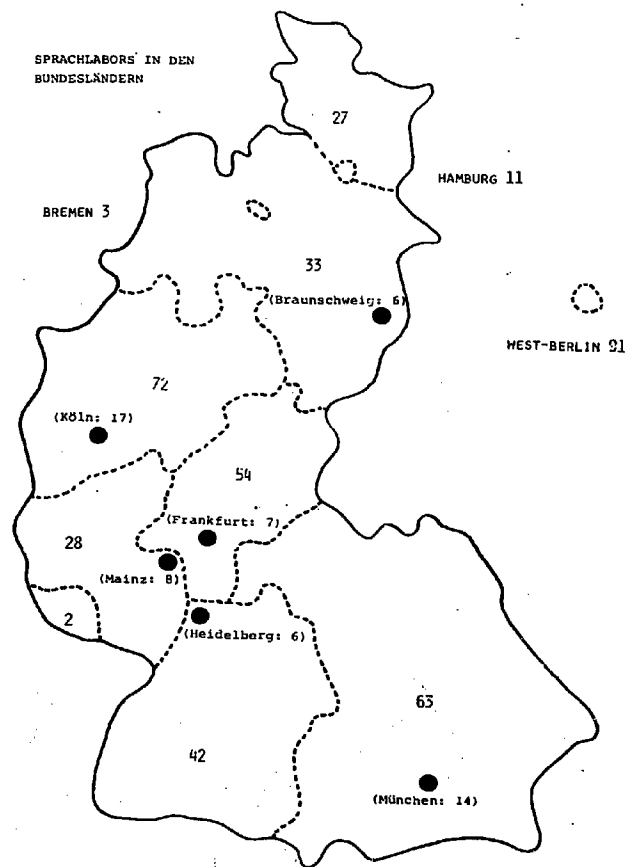 SPRACHLABORS IN DEN
BUNDESLÄNDERN
27
HAMBURG 11
BREMEN 3
33
(Braunschweig: 6)
WEST-BERLIN 91
72
(Köln: 17)
54
(Frankfurt: 7)
28
(Mainz: 8)
2
(Heidelberg: 6)
63
42
(München: 14)